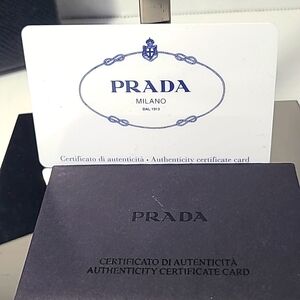 PRADA
MILANO
DAL 1913
Certificato di autenticità • Authenticity certificate card
PRADA
CERTIFICATO DI AUTENTICITÀ
AUTHENTICITY CERTIFICATE CARD